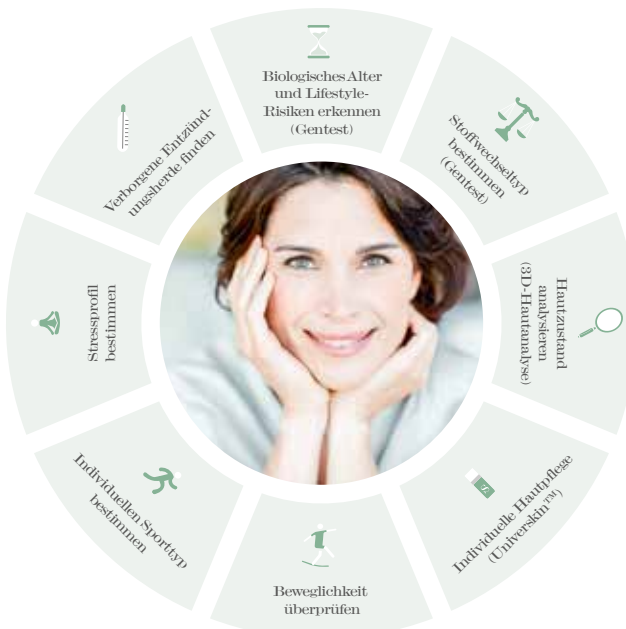 Biologisches Alter
und Lifestyle-
Risiken erkennen
(Gentest)
Stoffwechseltyp
bestimmen
(Gentest)
Hautzustand
analysieren
(3D-Hautanalyse)
Individuelle Hautpflege
(Universkin™)
Beweglichkeit
überprüfen
Individuellen Sporttyp
bestimmen
Stressprofil
bestimmen
Verborgene Entzünd-
ungsherde finden